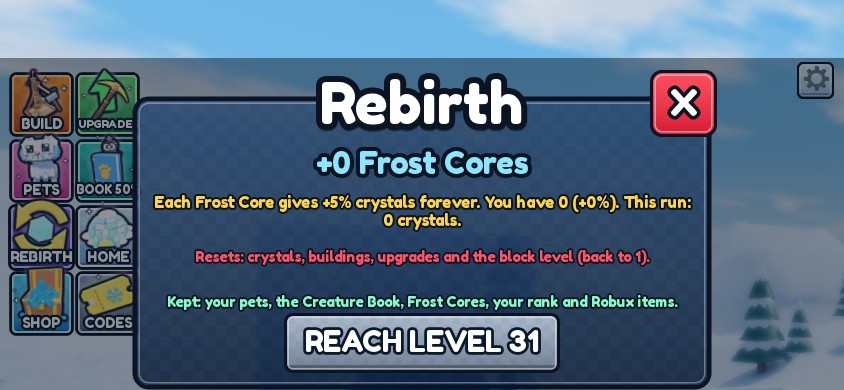 Rebirth
BUILD
UPGRADE
+0 Frost Cores
PETS
BOOK 50%
Each Frost Core gives +5% crystals forever. You have 0 (+0%). This run:
0 crystals.
REBIRTH
HOME
Resets: crystals, buildings, upgrades and the block level (back to 1).
Kept: your pets, the Creature Book, Frost Cores, your rank and Robux items.
SHOP
CODES
REACH LEVEL 31